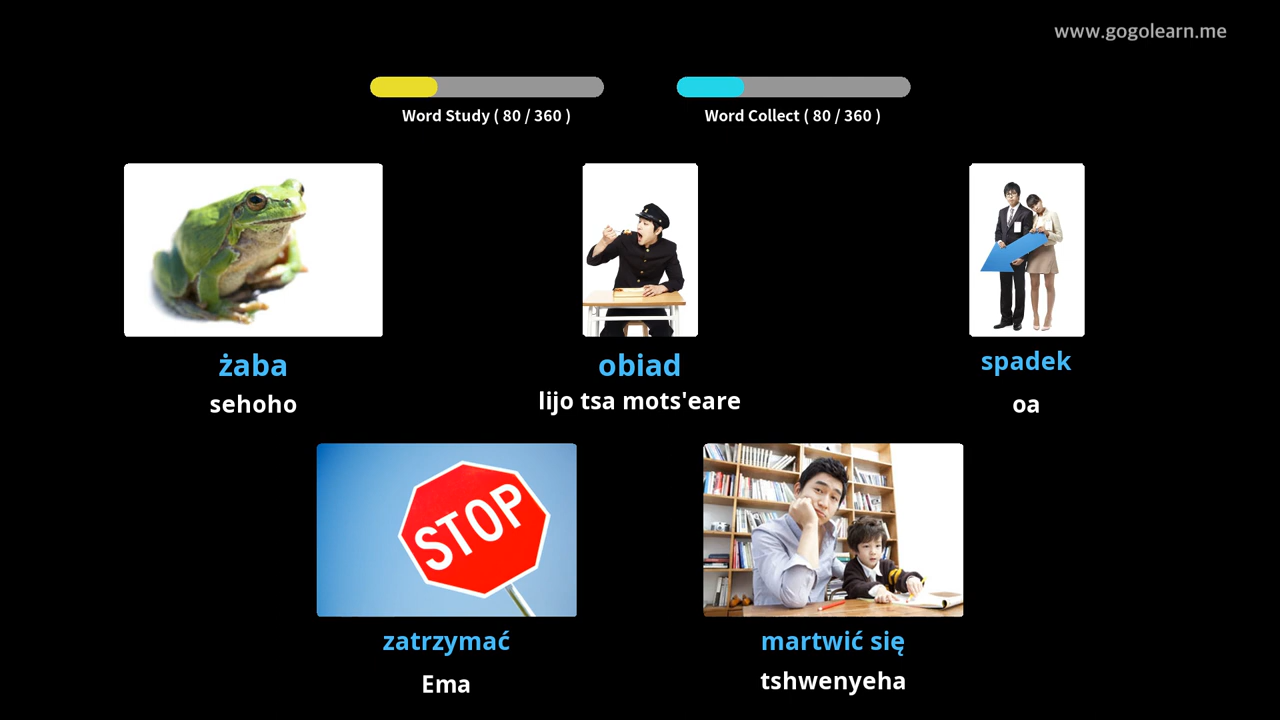 www.gogolearn.me
Word Study ( 80 / 360 )
Word Collect ( 80 / 360 )
żaba
sehoho
obiad
lijo tsa mots'eare
spadek
oa
STOP
zatrzymać
Ema
martwić się
tshwenyeha